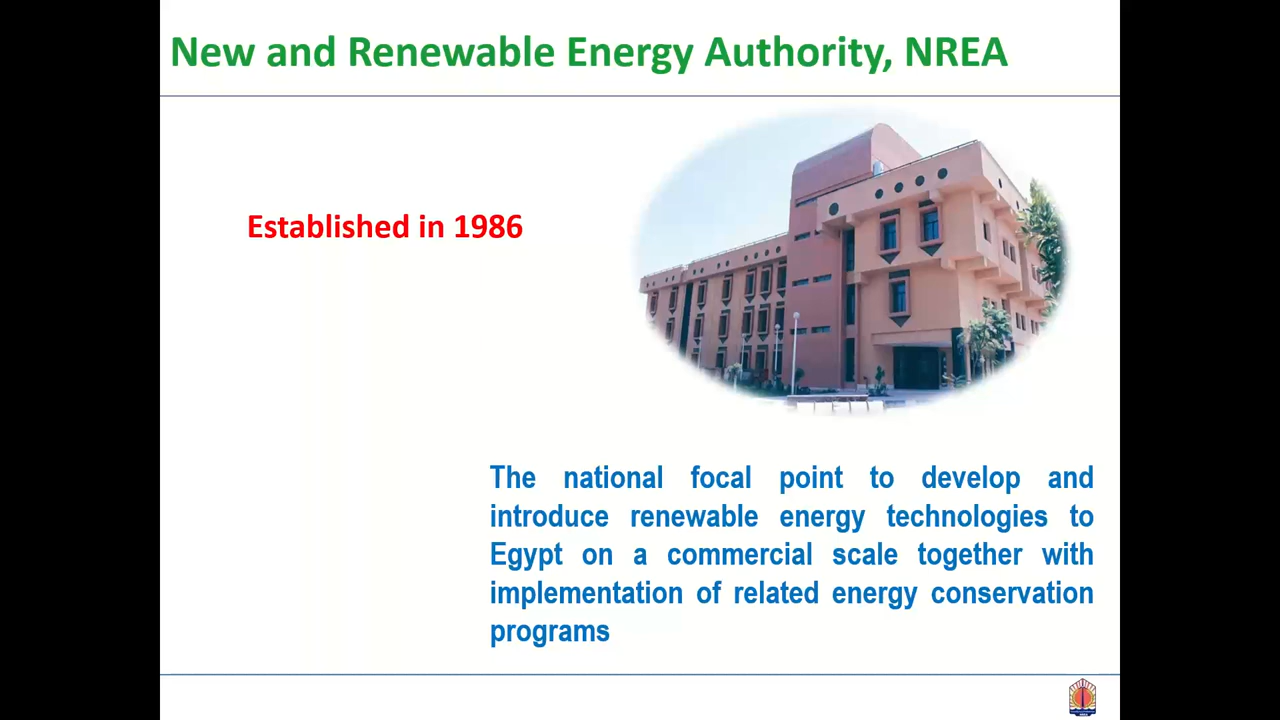 New and Renewable Energy Authority, NREA
Established in 1986
The national focal point to develop and
introduce renewable energy technologies to
Egypt on a commercial scale together with
implementation of related energy conservation
programs